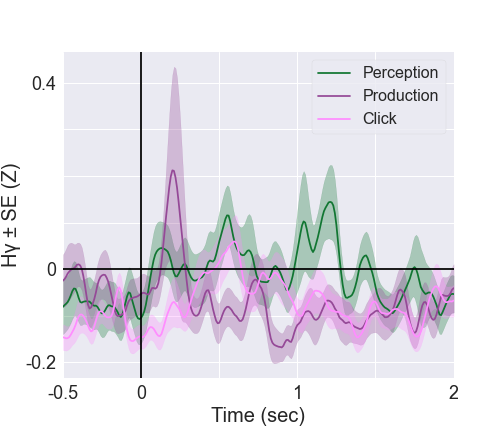 Perception
Production
Click
Hγ ± SE (Z)
0.4
0
-0.2
-0.5
0
1
2
Time (sec)